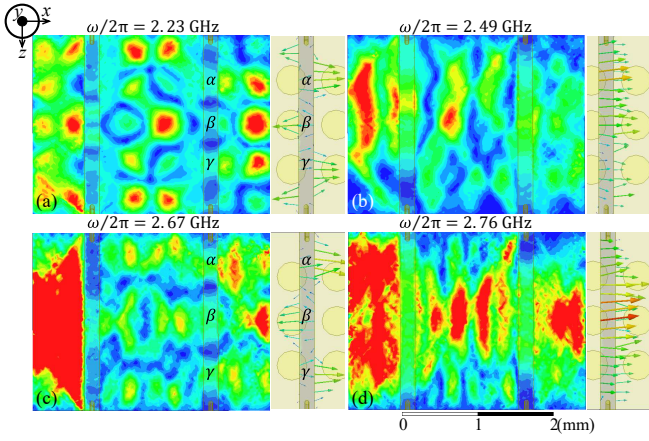 y x
z
ω/2π = 2.23 GHz
ω/2π = 2.49 GHz
α α
β β
γ γ
(a) (b)
ω/2π = 2.67 GHz
ω/2π = 2.76 GHz
α α
β β
γ γ
(c) (d)
0 1 2(mm)